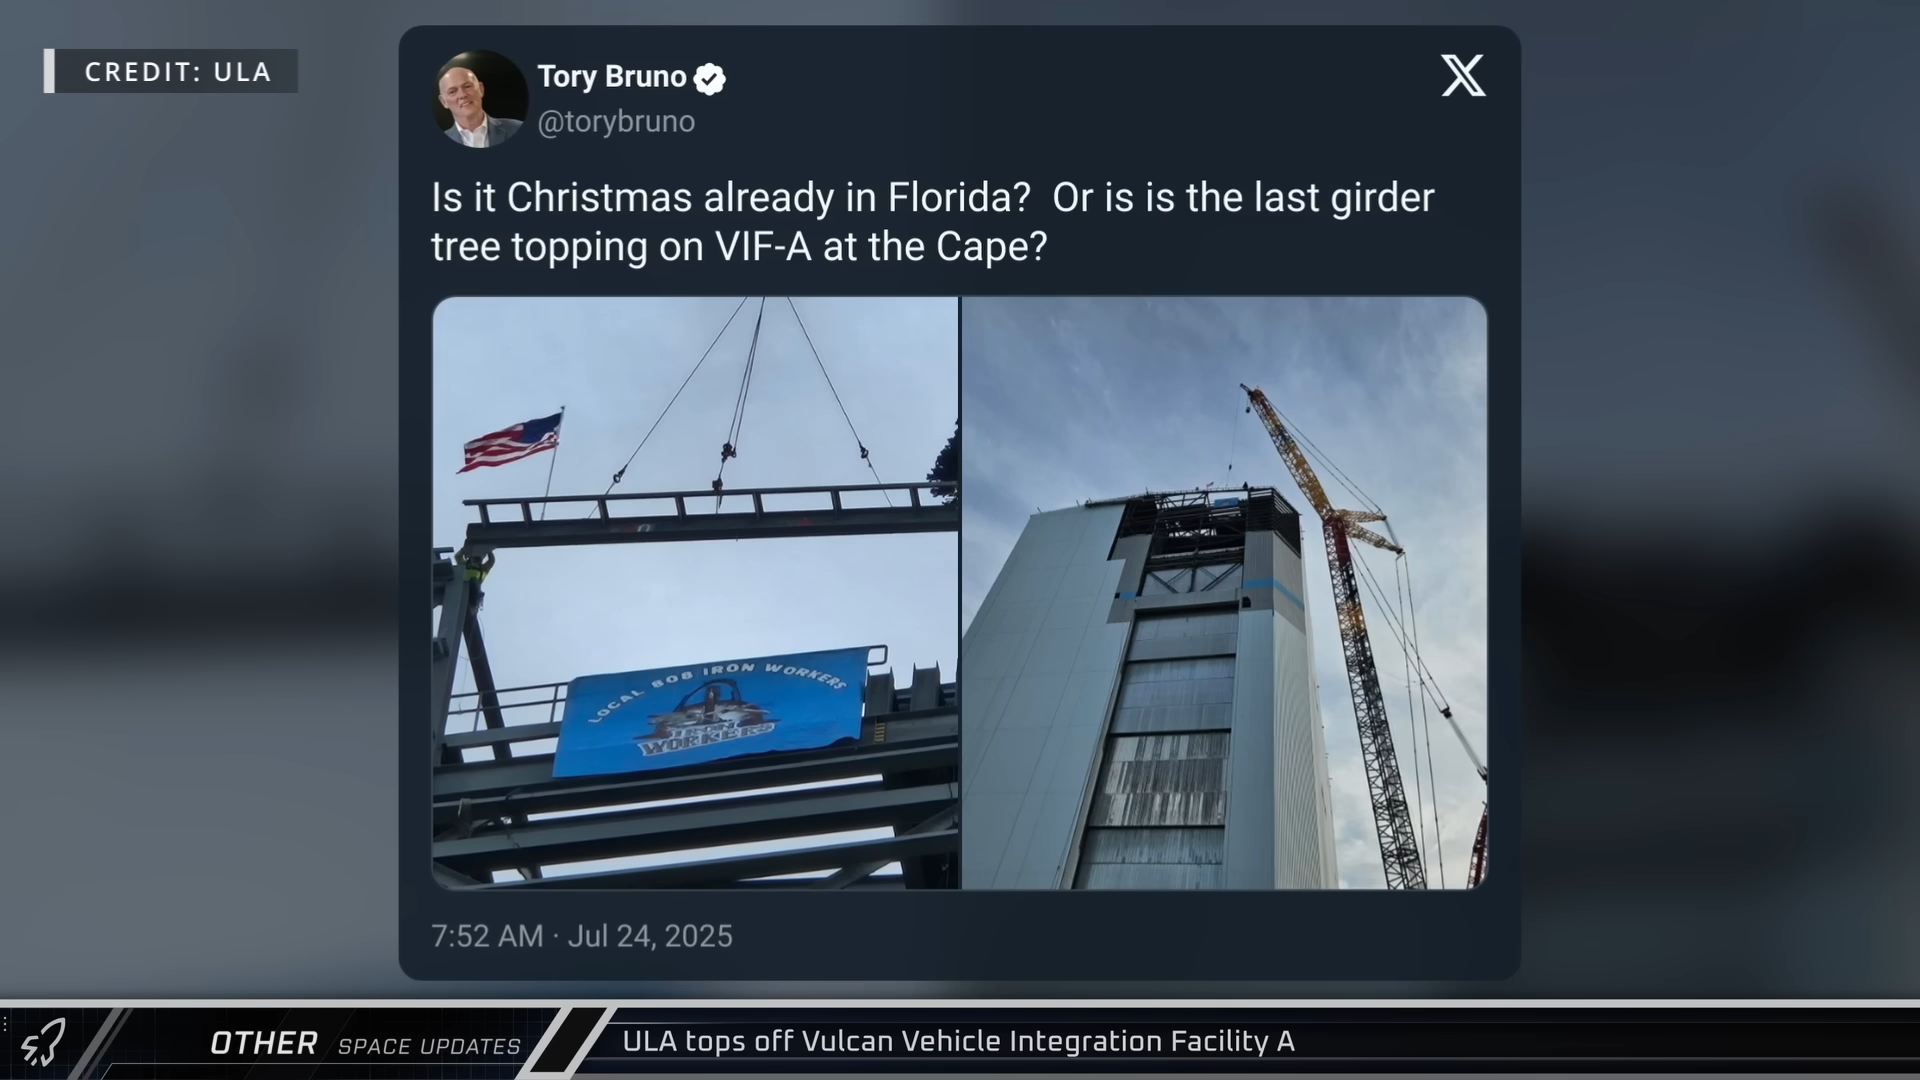 CREDIT: ULA
Tory Bruno
@torybruno
Is it Christmas already in Florida?  Or is is the last girder
tree topping on VIF-A at the Cape?
LOCAL 808 IRON WORKERS
IRON
WORKERS
7:52 AM · Jul 24, 2025
OTHER SPACE UPDATES
ULA tops off Vulcan Vehicle Integration Facility A